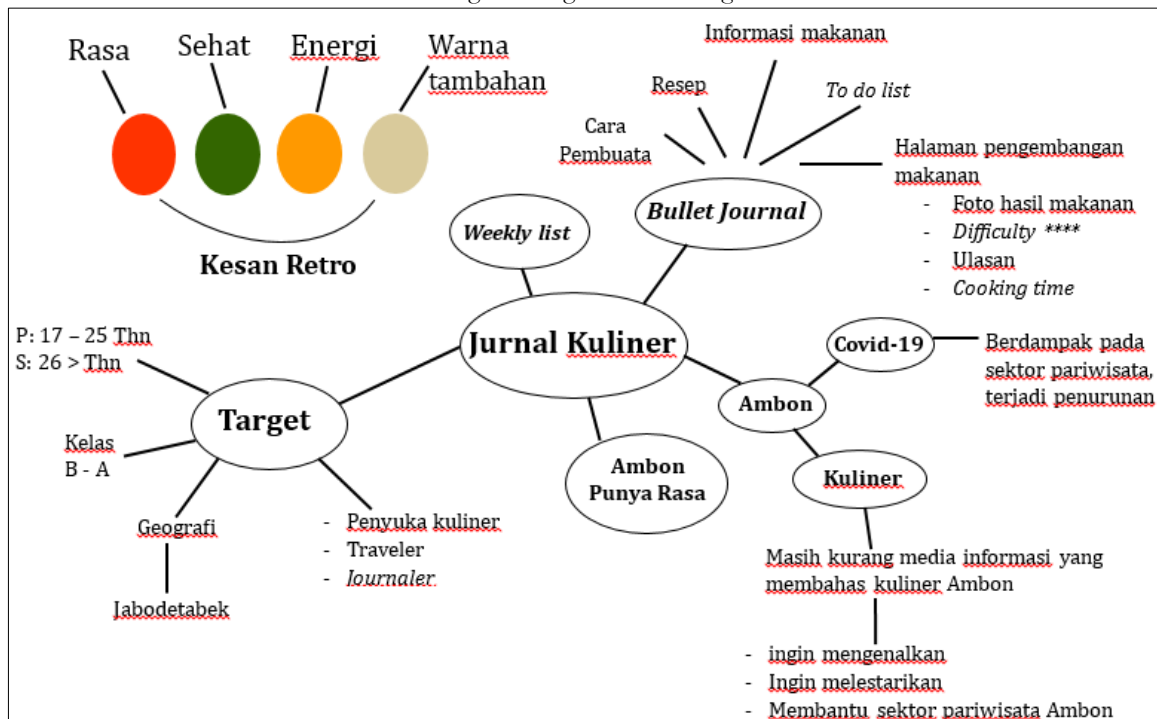 Rasa
Sehat
Energi
Warna
tambahan
Kesan Retro
Informasi makanan
Resep
To do list
Cara
Pembuata
Halaman pengembangan
makanan
- Foto hasil makanan
- Difficulty ****
- Ulasan
- Cooking time
Bullet Journal
Weekly list
Jurnal Kuliner
P: 17 – 25 Thn
S: 26 > Thn
Target
Kelas
B - A
Geografi
Jabodetabek
- Penyuka kuliner
- Traveler
- Journaler
Ambon
Punya Rasa
Ambon
Covid-19
Berdampak pada
sektor pariwisata,
terjadi penurunan
Kuliner
Masih kurang media informasi yang
membahas kuliner Ambon
- ingin mengenalkan
- Ingin melestarikan
- Membantu sektor pariwisata Ambon